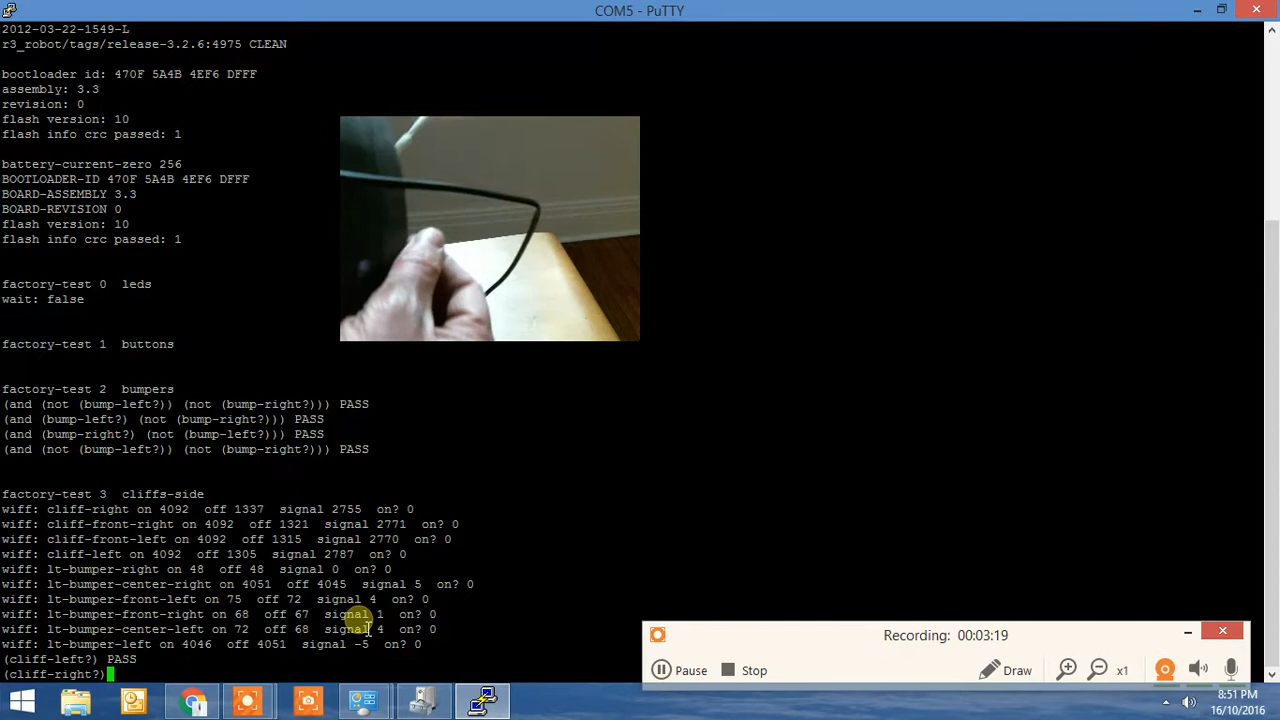 COM5 - PuTTY
2012-03-22-1549-L
r3_robot/tags/release-3.2.6:4975 CLEAN
bootloader id: 470F 5A4B 4EF6 DFFF
assembly: 3.3
revision: 0
flash version: 10
flash info crc passed: 1
battery-current-zero 256
BOOTLOADER-ID 470F 5A4B 4EF6 DFFF
BOARD-ASSEMBLY 3.3
BOARD-REVISION 0
flash version: 10
flash info crc passed: 1
factory-test 0 leds
wait: false
factory-test 1 buttons
factory-test 2 bumpers
(and (not (bump-left?)) (not (bump-right?))) PASS
(and (bump-left?) (not (bump-right?))) PASS
(and (bump-right?) (not (bump-left?))) PASS
(and (not (bump-left?)) (not (bump-right?))) PASS
factory-test 3 cliffs-side
wiff: cliff-right on 4092 off 1337 signal 2755 on? 0
wiff: cliff-front-right on 4092 off 1321 signal 2771 on? 0
wiff: cliff-front-left on 4092 off 1315 signal 2770 on? 0
wiff: cliff-left on 4092 off 1305 signal 2787 on? 0
wiff: lt-bumper-right on 48 off 48 signal 0 on? 0
wiff: lt-bumper-center-right on 4051 off 4045 signal 5 on? 0
wiff: lt-bumper-front-left on 75 off 72 signal 4 on? 0
wiff: lt-bumper-front-right on 68 off 67 signal 1 on? 0
wiff: lt-bumper-center-left on 72 off 68 signal 4 on? 0
wiff: lt-bumper-left on 4046 off 4051 signal -5 on? 0
(cliff-left?) PASS
(cliff-right?)
Recording: 00:03:19
Pause Stop Draw x1
8:51 PM
16/10/2016